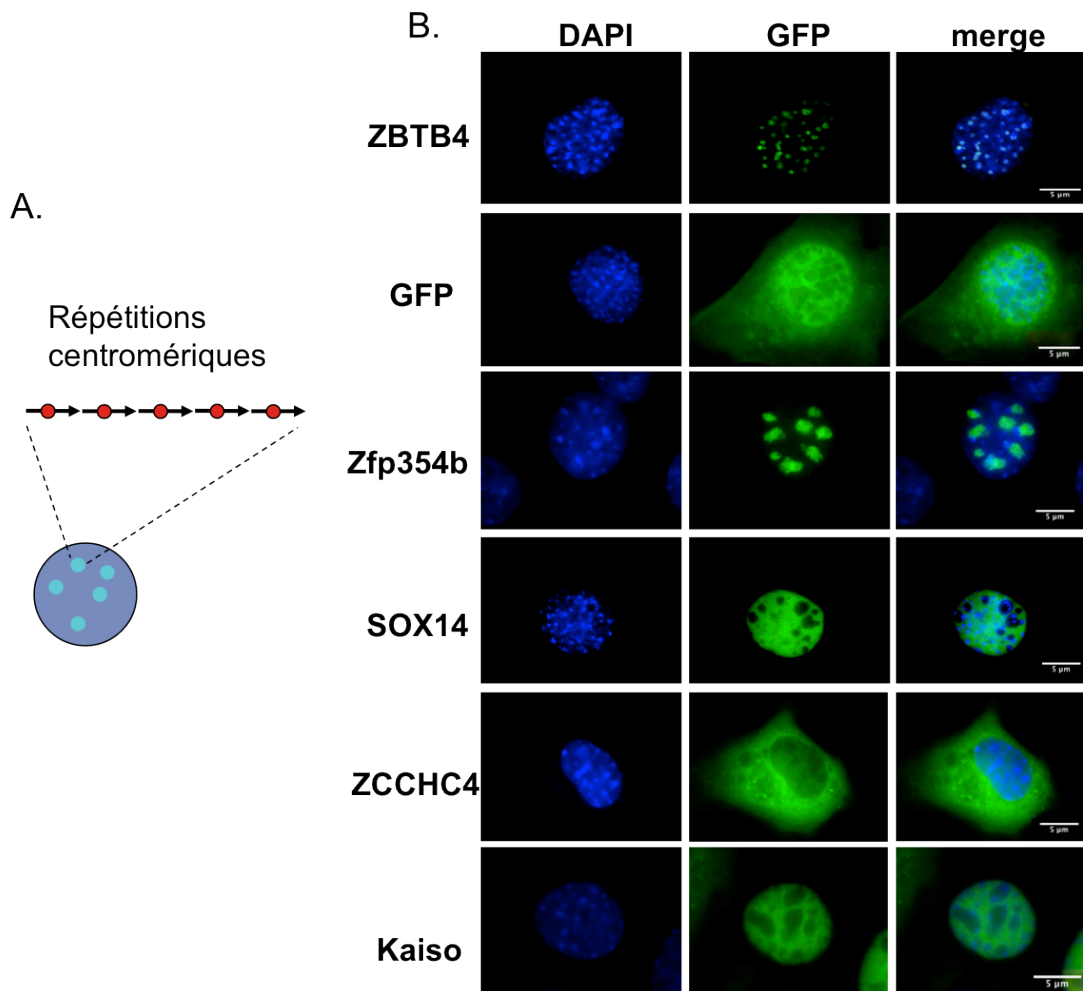 B.
DAPI GFP merge
ZBTB4
5 µm
A.
GFP
5 µm
Répétitions
centromériques
Zfp354b
5 µm
SOX14
5 µm
ZCCHC4
5 µm
Kaiso
5 µm